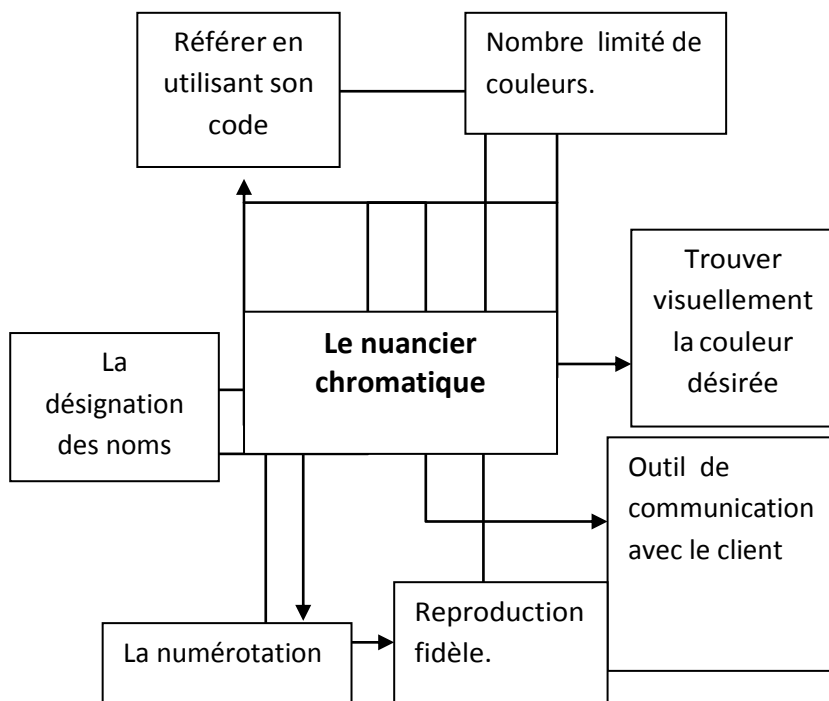 Référer en
utilisant son
code
Nombre limité de
couleurs.
Trouver
visuellement
la couleur
désirée
Le nuancier
chromatique
La
désignation
des noms
Outil de
communication
avec le client
La numérotation
Reproduction
fidèle.